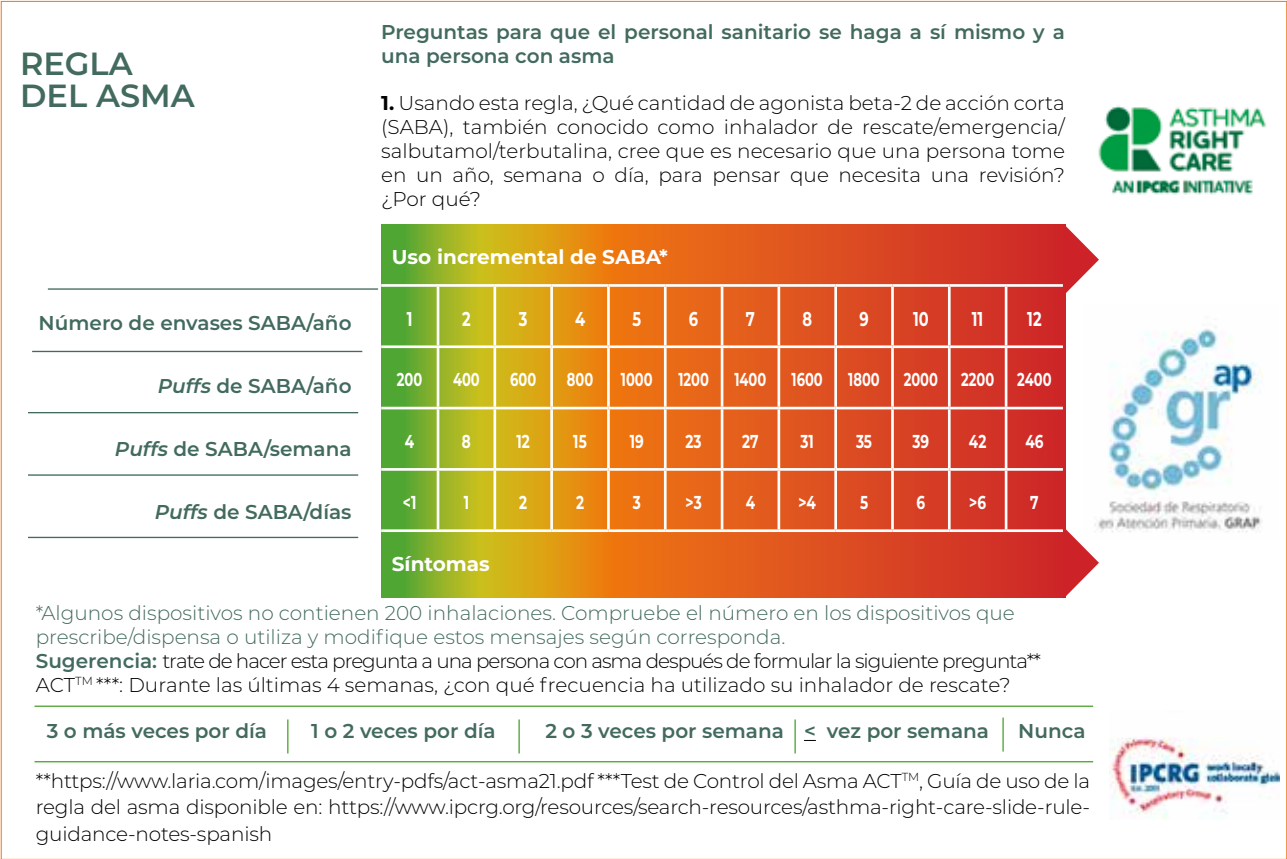 REGLA
DEL ASMA
Preguntas para que el personal sanitario se haga a sí mismo y a
una persona con asma
1. Usando esta regla, ¿Qué cantidad de agonista beta-2 de acción corta
(SABA), también conocido como inhalador de rescate/emergencia/
salbutamol/terbutalina, cree que es necesario que una persona tome
en un año, semana o día, para pensar que necesita una revisión?
¿Por qué?
ASTHMA
RIGHT
CARE
AN IPCRG INITIATIVE
Uso incremental de SABA*
Número de envases SABA/año 1 2 3 4 5 6 7 8 9 10 11 12
Puffs de SABA/año 200 400 600 800 1000 1200 1400 1600 1800 2000 2200 2400
Puffs de SABA/semana 4 8 12 15 19 23 27 31 35 39 42 46
Puffs de SABA/días <1 1 2 2 3 >3 4 >4 5 6 >6 7
Síntomas
gr ap
Sociedad de Respiratorio
en Atención Primaria. GRAP
*Algunos dispositivos no contienen 200 inhalaciones. Compruebe el número en los dispositivos que
prescribe/dispensa o utiliza y modifique estos mensajes según corresponda.
Sugerencia: trate de hacer esta pregunta a una persona con asma después de formular la siguiente pregunta**
ACT™ ***: Durante las últimas 4 semanas, ¿con qué frecuencia ha utilizado su inhalador de rescate?
3 o más veces por día 1 o 2 veces por día 2 o 3 veces por semana ≤ vez por semana Nunca
**https://www.laria.com/images/entry-pdfs/act-asma21.pdf ***Test de Control del Asma ACT™, Guía de uso de la
regla del asma disponible en: https://www.ipcrg.org/resources/search-resources/asthma-right-care-slide-rule-
guidance-notes-spanish
IPCRG
work locally
collaborate
Primary Care
Respiratory Group